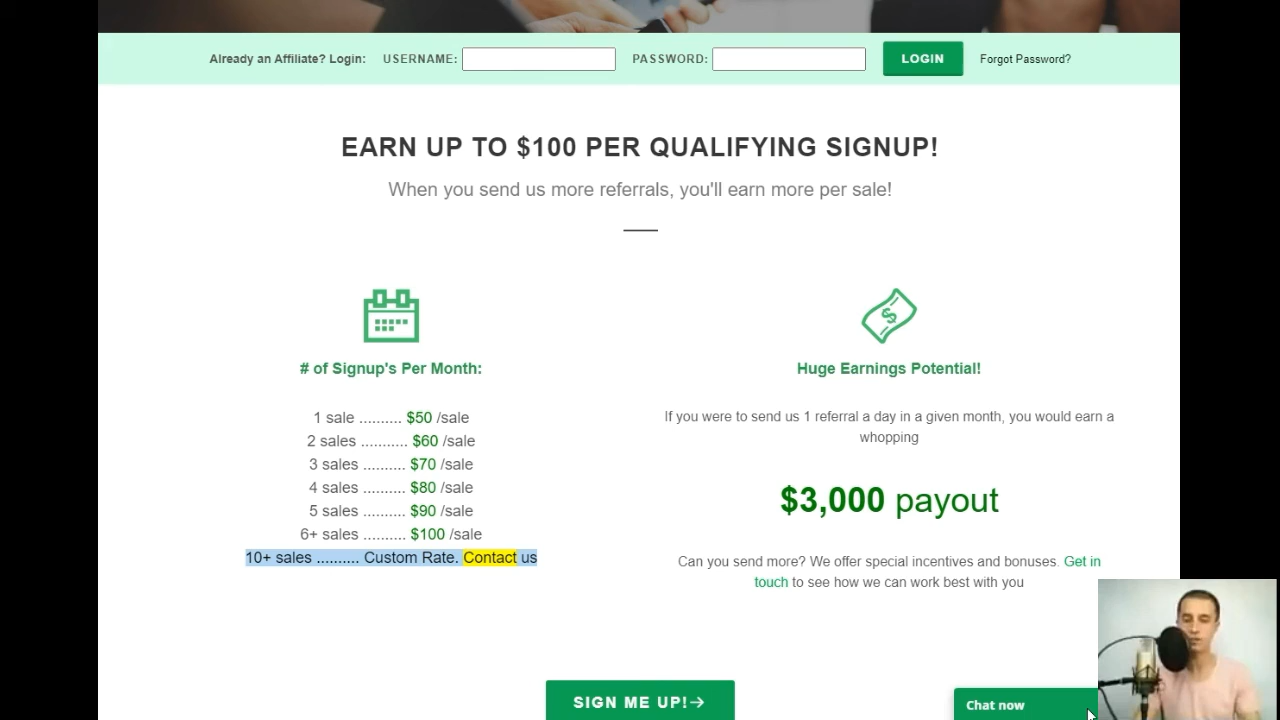 Already an Affiliate? Login: USERNAME: PASSWORD: LOGIN Forgot Password?
EARN UP TO $100 PER QUALIFYING SIGNUP!
When you send us more referrals, you'll earn more per sale!
# of Signup's Per Month:
1 sale .......... $50 /sale
2 sales ........... $60 /sale
3 sales .......... $70 /sale
4 sales .......... $80 /sale
5 sales .......... $90 /sale
6+ sales .......... $100 /sale
10+ sales .......... Custom Rate. Contact us
Huge Earnings Potential!
If you were to send us 1 referral a day in a given month, you would earn a
whopping
$3,000 payout
Can you send more? We offer special incentives and bonuses. Get in
touch to see how we can work best with you
SIGN ME UP!→
Chat now